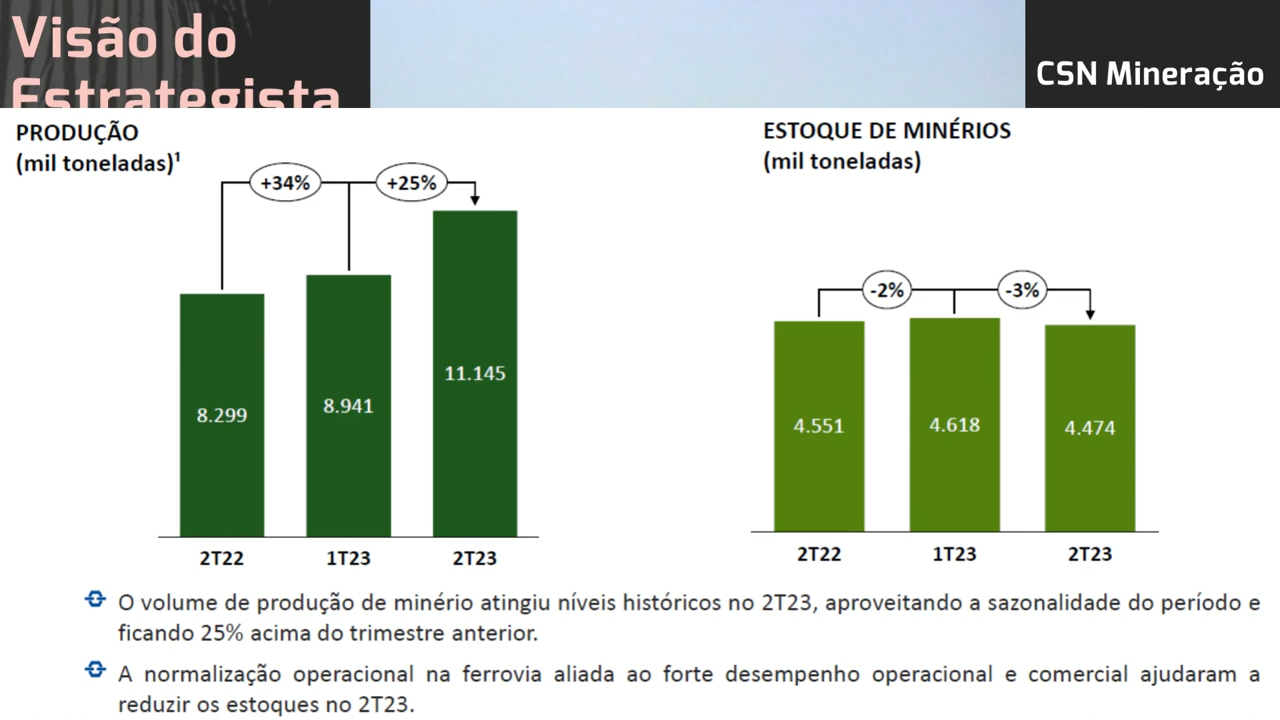 Visão do
Estrategista
CSN Mineração
PRODUÇÃO
(mil toneladas)¹
+34%
+25%
8.299
8.941
11.145
2T22
1T23
2T23
ESTOQUE DE MINÉRIOS
(mil toneladas)
-2%
-3%
4.551
4.618
4.474
2T22
1T23
2T23
O volume de produção de minério atingiu níveis históricos no 2T23, aproveitando a sazonalidade do período e
ficando 25% acima do trimestre anterior.
A normalização operacional na ferrovia aliada ao forte desempenho operacional e comercial ajudaram a
reduzir os estoques no 2T23.